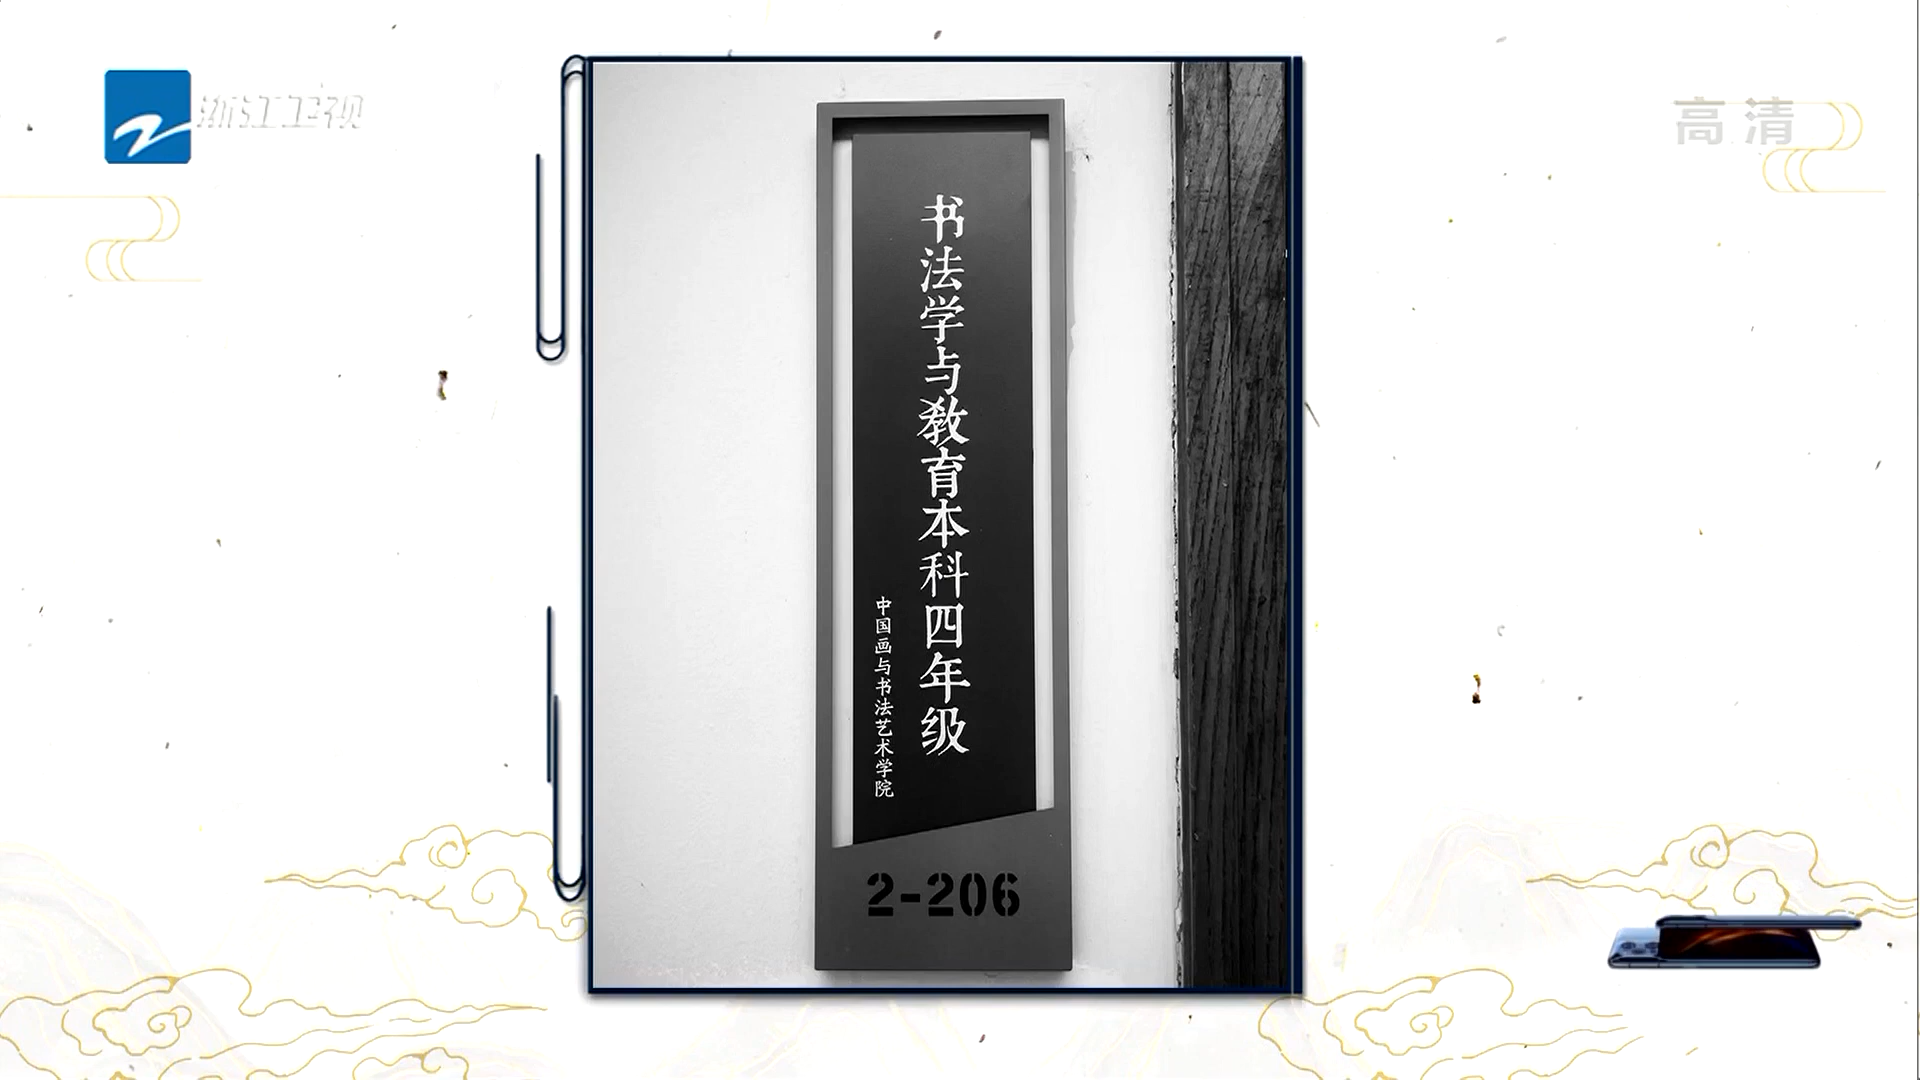 浙江卫视
高清
书法学与教育本科四年级
中国画与书法艺术学院
2-206